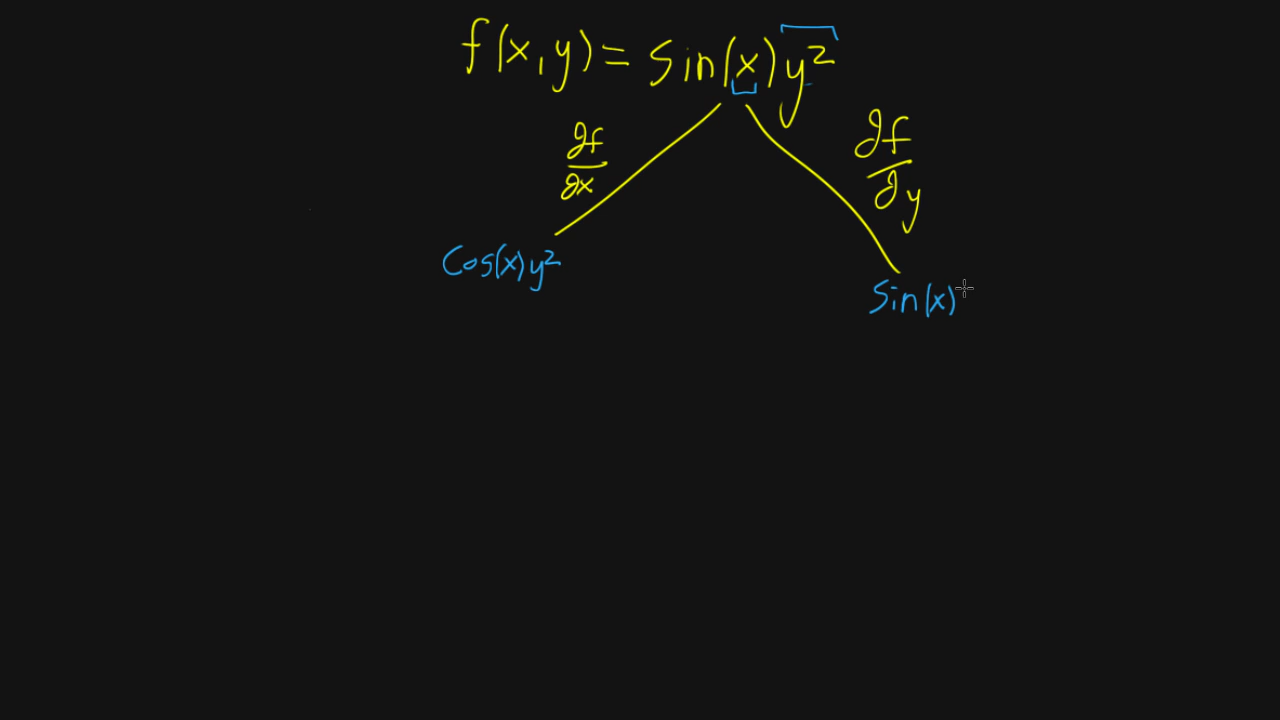 f(x,y) = Sin(x)y²
∂f/∂x
∂f/∂y
Cos(x)y²
Sin(x)